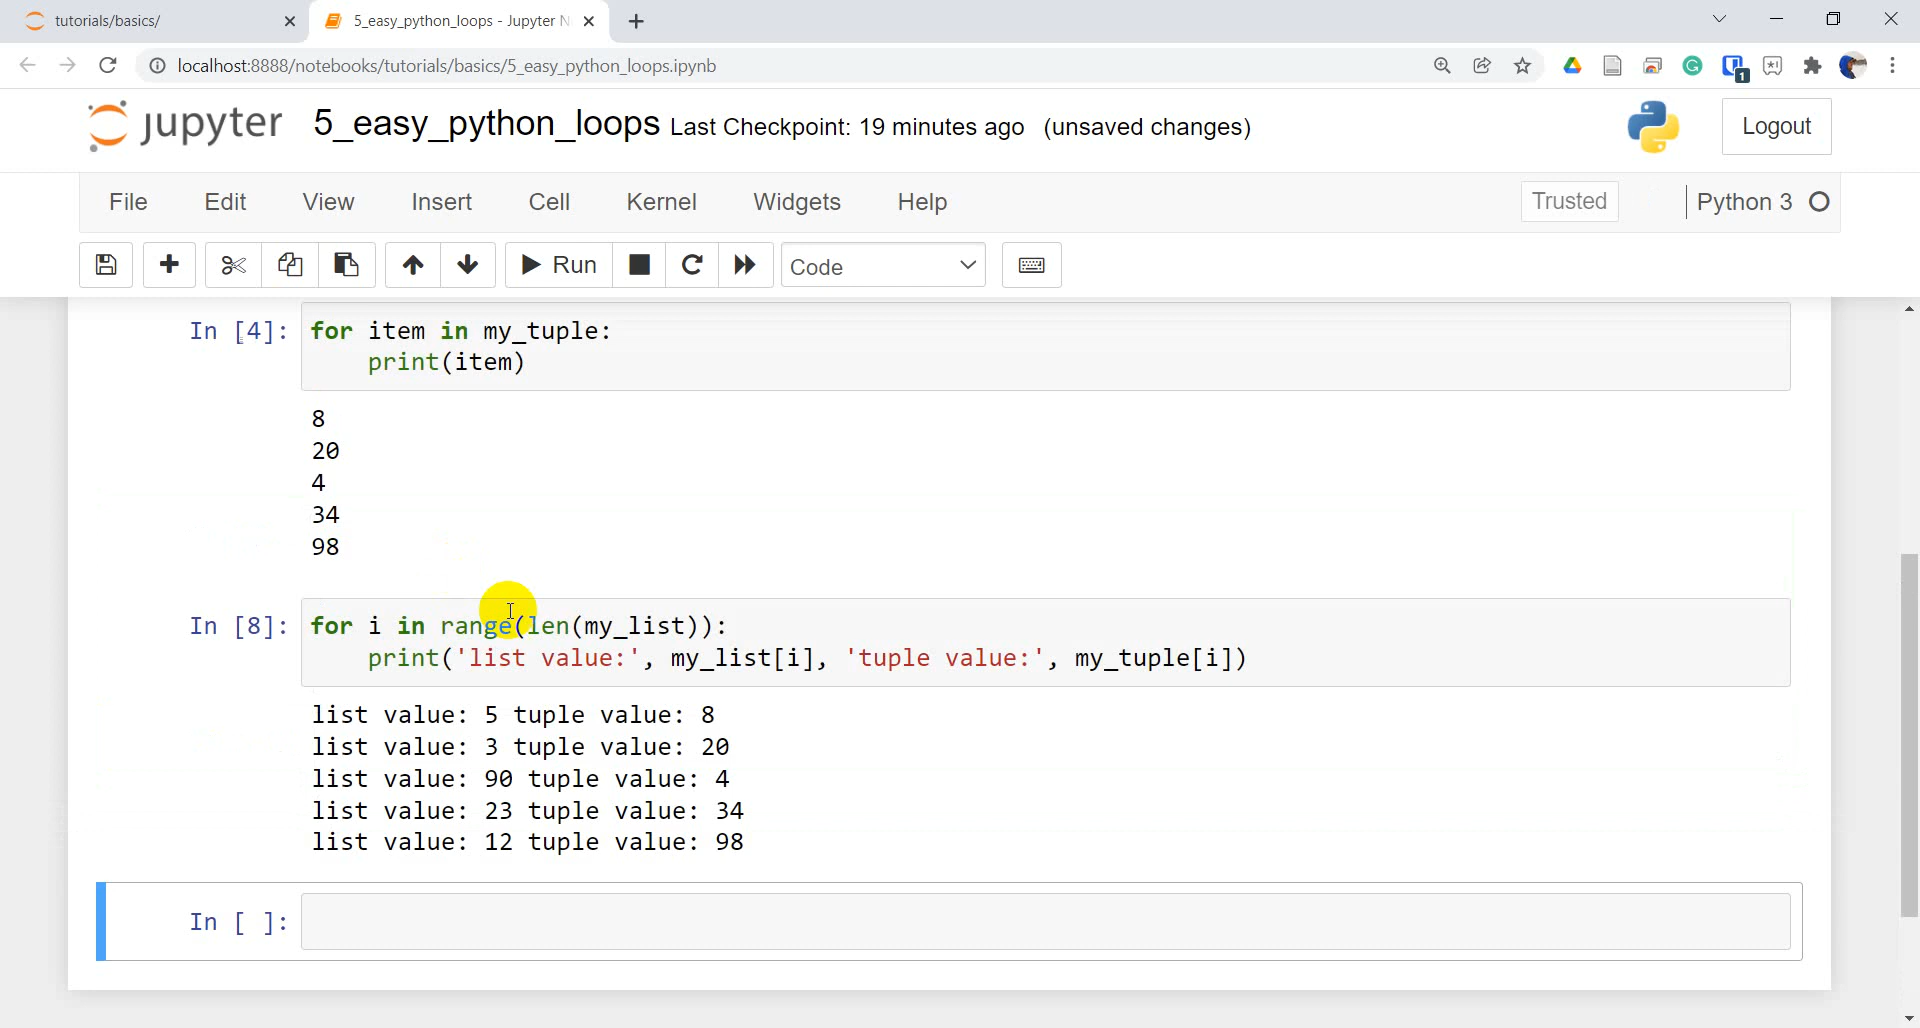 tutorials/basics/
5_easy_python_loops - Jupyter N
localhost:8888/notebooks/tutorials/basics/5_easy_python_loops.ipynb
1
jupyter 5_easy_python_loops Last Checkpoint: 19 minutes ago (unsaved changes)
Logout
File Edit View Insert Cell Kernel Widgets Help
Trusted
Python 3
Run
Code
In [4]: for item in my_tuple:
    print(item)
8
20
4
34
98
In [8]: for i in range(len(my_list)):
    print('list value:', my_list[i], 'tuple value:', my_tuple[i])
list value: 5 tuple value: 8
list value: 3 tuple value: 20
list value: 90 tuple value: 4
list value: 23 tuple value: 34
list value: 12 tuple value: 98
In [ ]: